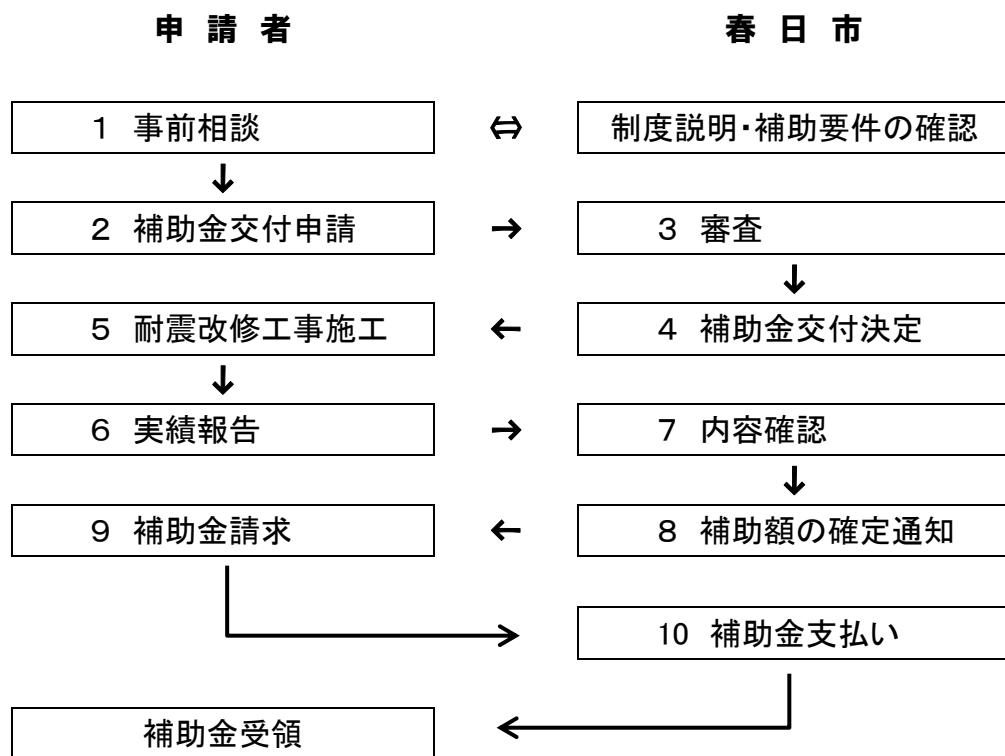 申 請 者 春 日 市
1 事前相談 ⇔ 制度説明・補助要件の確認
↓
2 補助金交付申請 → 3 審査
↓
5 耐震改修工事施工 ← 4 補助金交付決定
↓
6 実績報告 → 7 内容確認
↓
9 補助金請求 ← 8 補助額の確定通知
10 補助金支払い
補助金受領